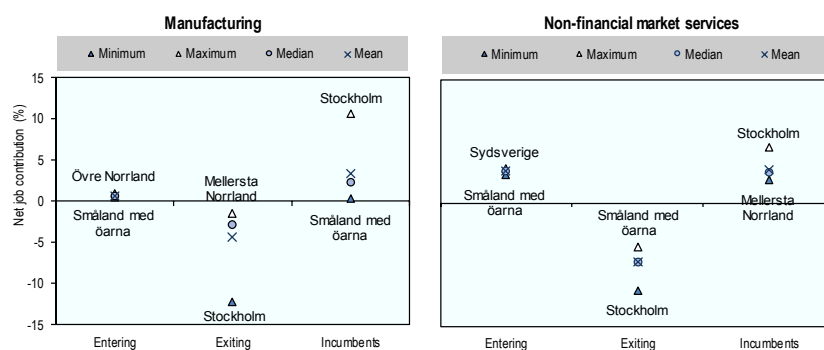 Manufacturing
Minimum Maximum Median Mean
Net job contribution (%)
15
10
5
0
-5
-10
-15
Övre Norrland
Småland med
öarna
Mellersta
Norrland
Stockholm
Stockholm
Småland med
öarna
Entering Exiting Incumbents
Non-financial market services
Minimum Maximum Median Mean
Sydsverige
Småland med
öarna
Småland med
öarna
Stockholm
Stockholm
Mellersta
Norrland
Entering Exiting Incumbents